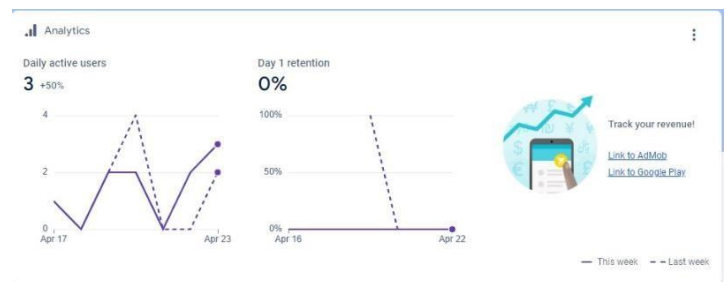 Analytics
Daily active users
3 +50%
4
2
0
Apr 17
Apr 23
Day 1 retention
0%
100%
50%
0%
Apr 16
Apr 22
Track your revenue!
Link to AdMob
Link to Google Play
This week
Last week